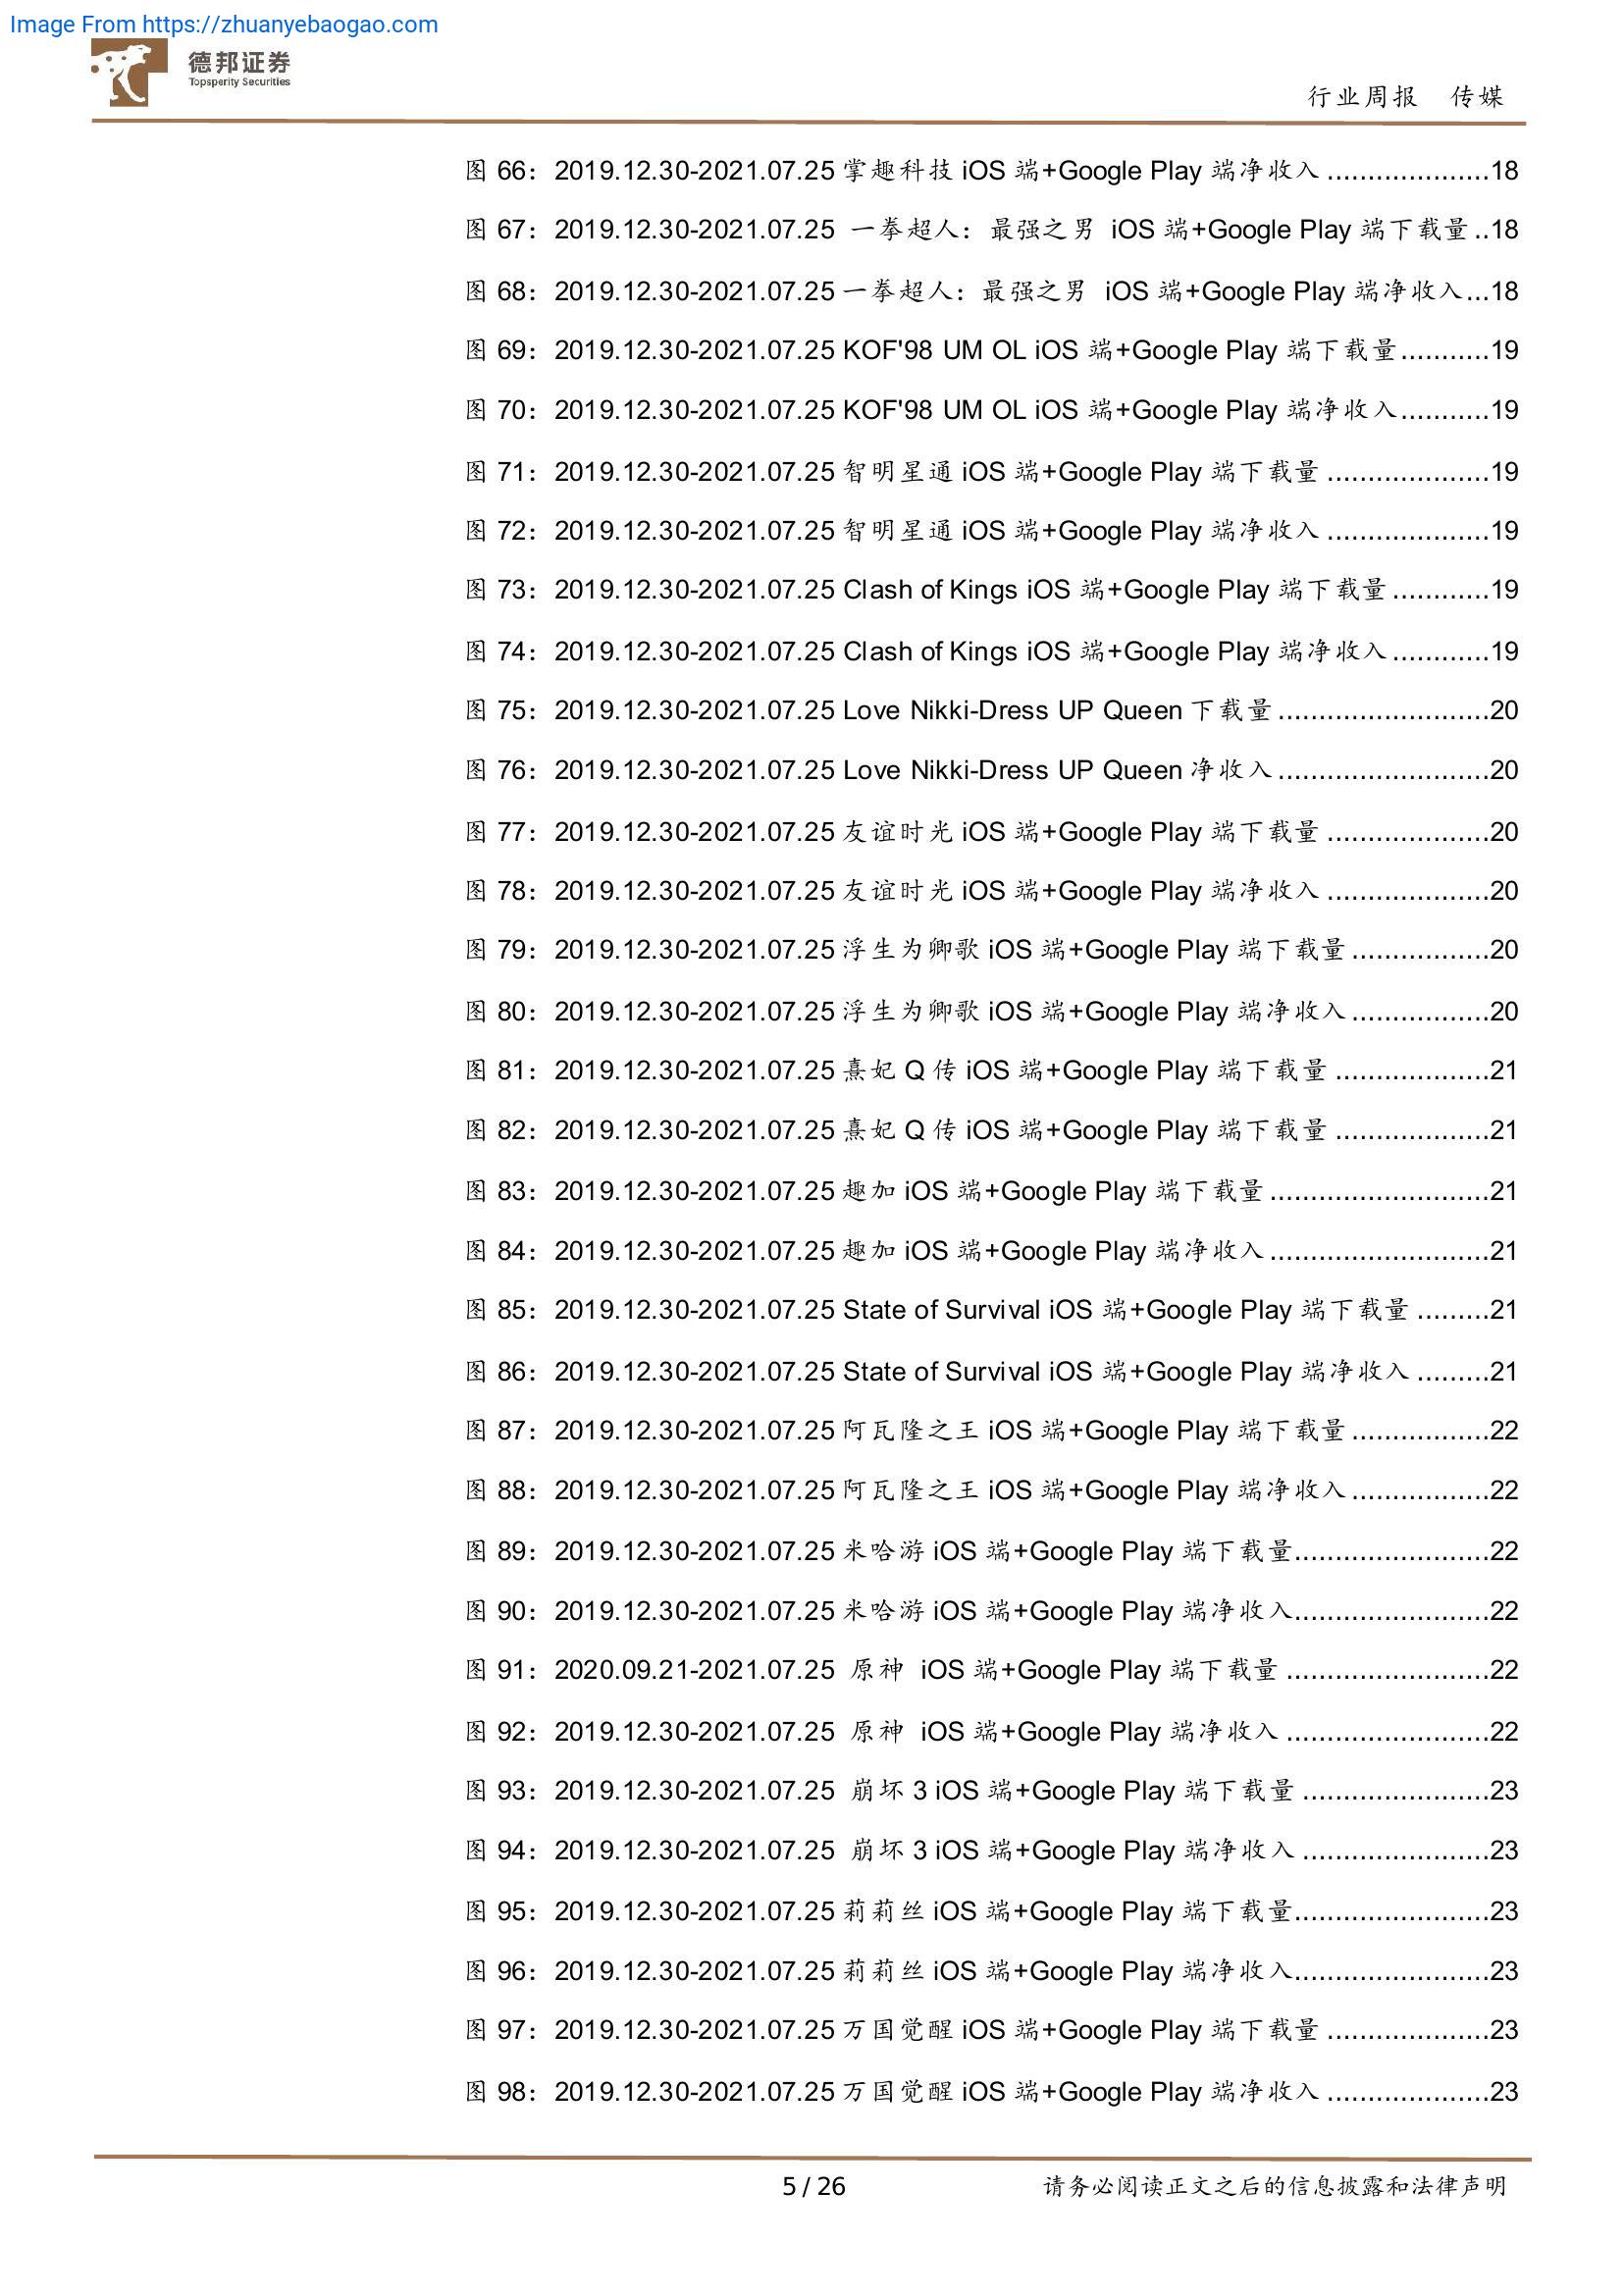 Image From https://zhuanyebaogao.com
德邦证券
Topsperity Securities
行业周报 传媒
图 66：2019.12.30-2021.07.25 掌趣科技 iOS 端+Google Play 端净收入....................18
图 67：2019.12.30-2021.07.25 一拳超人：最强之男 iOS 端+Google Play 端下载量..18
图 68：2019.12.30-2021.07.25 一拳超人：最强之男 iOS 端+Google Play 端净收入...18
图 69：2019.12.30-2021.07.25 KOF'98 UM OL iOS 端+Google Play 端下载量...........19
图 70：2019.12.30-2021.07.25 KOF'98 UM OL iOS 端+Google Play 端净收入...........19
图 71：2019.12.30-2021.07.25 智明星通 iOS 端+Google Play 端下载量....................19
图 72：2019.12.30-2021.07.25 智明星通 iOS 端+Google Play 端净收入....................19
图 73：2019.12.30-2021.07.25 Clash of Kings iOS 端+Google Play 端下载量............19
图 74：2019.12.30-2021.07.25 Clash of Kings iOS 端+Google Play 端净收入............19
图 75：2019.12.30-2021.07.25 Love Nikki-Dress UP Queen 下载量..........................20
图 76：2019.12.30-2021.07.25 Love Nikki-Dress UP Queen 净收入..........................20
图 77：2019.12.30-2021.07.25 友谊时光 iOS 端+Google Play 端下载量....................20
图 78：2019.12.30-2021.07.25 友谊时光 iOS 端+Google Play 端净收入....................20
图 79：2019.12.30-2021.07.25 浮生为卿歌 iOS 端+Google Play 端下载量.................20
图 80：2019.12.30-2021.07.25 浮生为卿歌 iOS 端+Google Play 端净收入.................20
图 81：2019.12.30-2021.07.25 熹妃 Q 传 iOS 端+Google Play 端下载量...................21
图 82：2019.12.30-2021.07.25 熹妃 Q 传 iOS 端+Google Play 端下载量...................21
图 83：2019.12.30-2021.07.25 趣加 iOS 端+Google Play 端下载量...........................21
图 84：2019.12.30-2021.07.25 趣加 iOS 端+Google Play 端净收入...........................21
图 85：2019.12.30-2021.07.25 State of Survival iOS 端+Google Play 端下载量.........21
图 86：2019.12.30-2021.07.25 State of Survival iOS 端+Google Play 端净收入.........21
图 87：2019.12.30-2021.07.25 阿瓦隆之王 iOS 端+Google Play 端下载量.................22
图 88：2019.12.30-2021.07.25 阿瓦隆之王 iOS 端+Google Play 端净收入.................22
图 89：2019.12.30-2021.07.25 米哈游 iOS 端+Google Play 端下载量........................22
图 90：2019.12.30-2021.07.25 米哈游 iOS 端+Google Play 端净收入........................22
图 91：2020.09.21-2021.07.25 原神 iOS 端+Google Play 端下载量.........................22
图 92：2019.12.30-2021.07.25 原神 iOS 端+Google Play 端净收入.........................22
图 93：2019.12.30-2021.07.25 崩坏 3 iOS 端+Google Play 端下载量.......................23
图 94：2019.12.30-2021.07.25 崩坏 3 iOS 端+Google Play 端净收入.......................23
图 95：2019.12.30-2021.07.25 莉莉丝 iOS 端+Google Play 端下载量........................23
图 96：2019.12.30-2021.07.25 莉莉丝 iOS 端+Google Play 端净收入........................23
图 97：2019.12.30-2021.07.25 万国觉醒 iOS 端+Google Play 端下载量....................23
图 98：2019.12.30-2021.07.25 万国觉醒 iOS 端+Google Play 端净收入....................23
5 / 26
请务必阅读正文之后的信息披露和法律声明